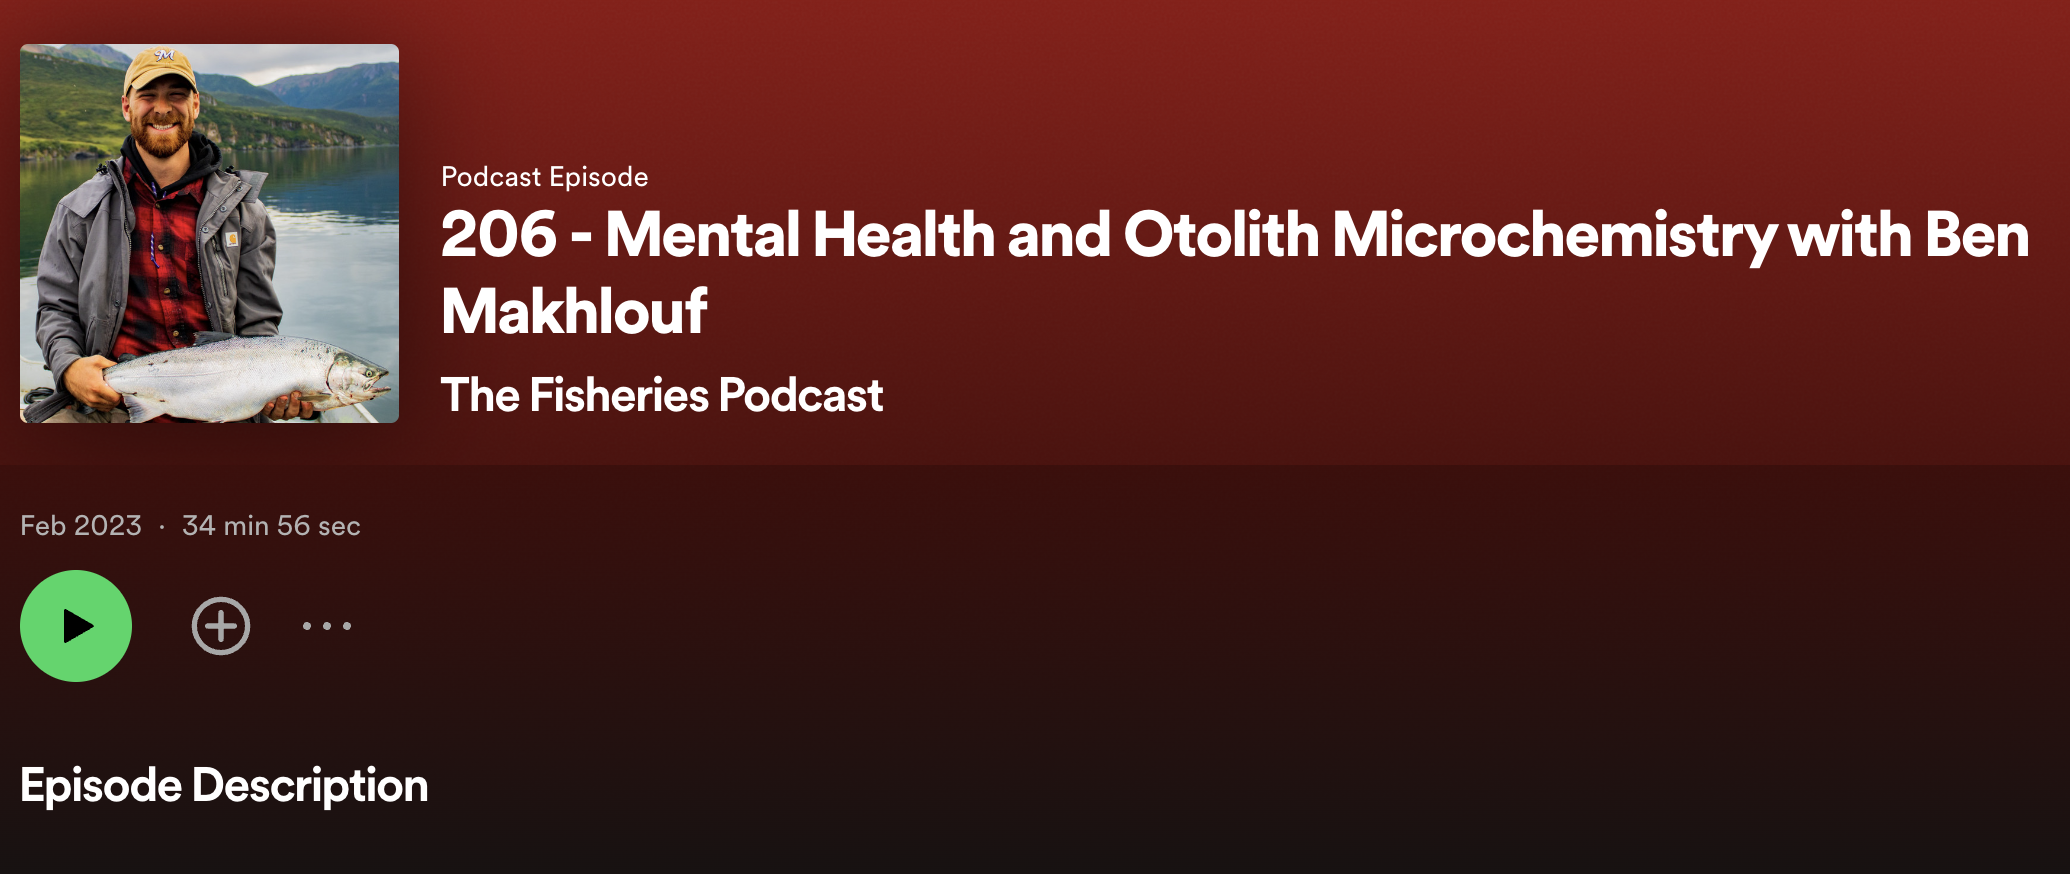 M
Podcast Episode
206 - Mental Health and Otolith Microchemistry with Ben
Makhlouf
The Fisheries Podcast
Feb 2023 · 34 min 56 sec
Episode Description